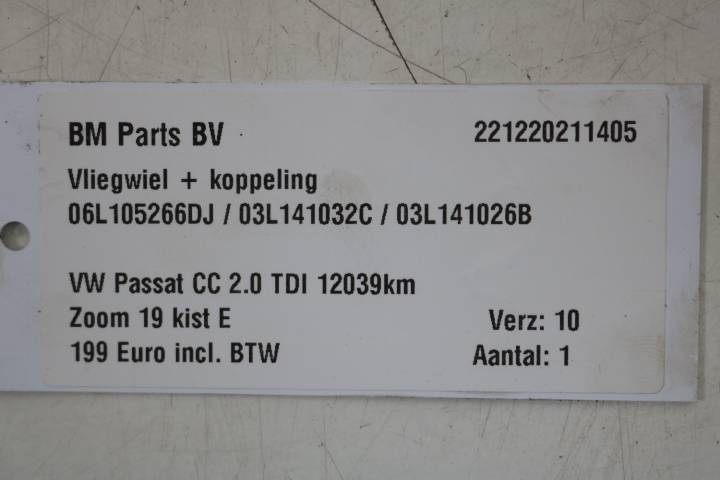 BM Parts BV 221220211405
Vliegwiel + koppeling
06L105266DJ / 03L141032C / 03L141026B
VW Passat CC 2.0 TDI 12039km
Zoom 19 kist E Verz: 10
199 Euro incl. BTW Aantal: 1